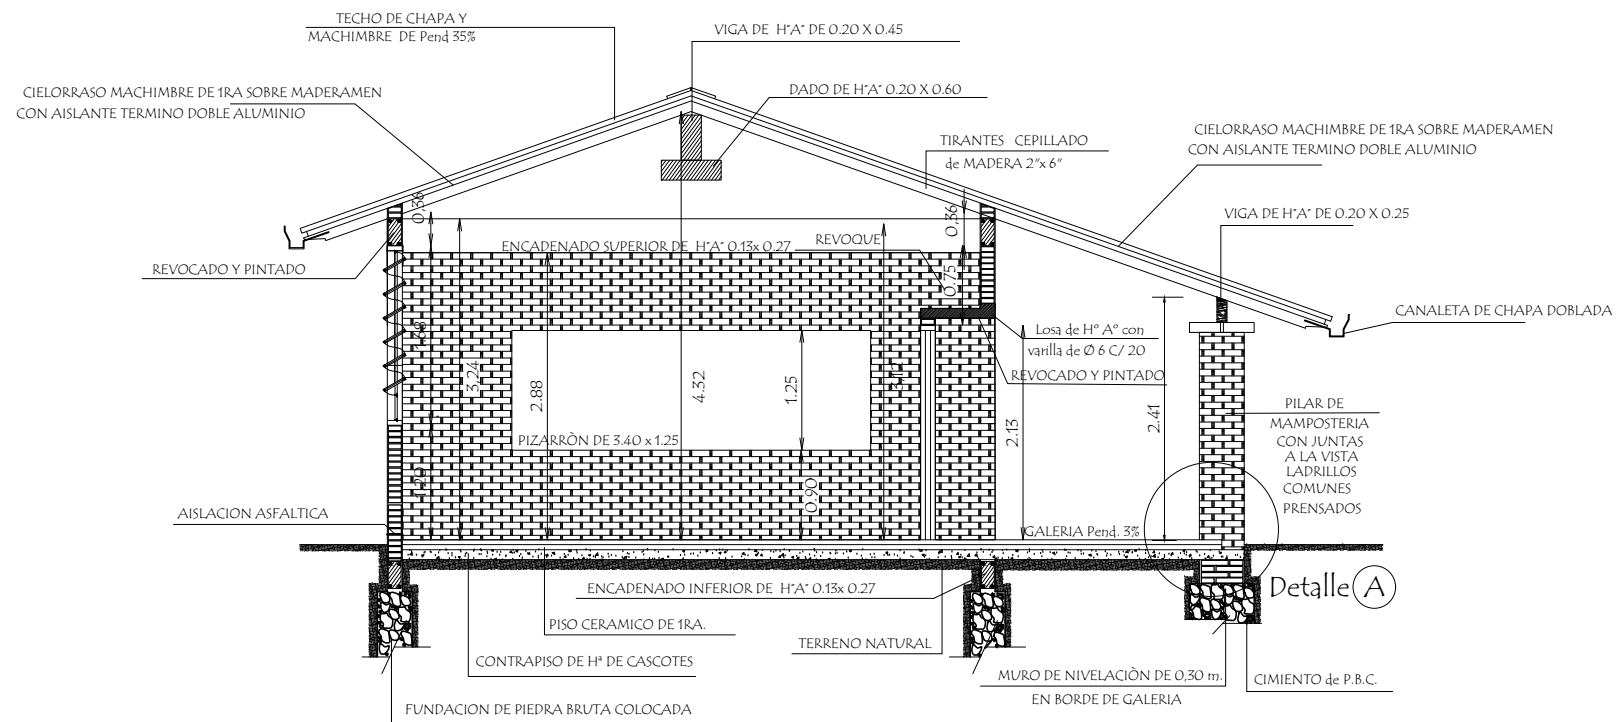 TECHO DE CHAPA Y
MACHIMBRE DE Pend 35%
VIGA DE H"A" DE 0.20 X 0.45
CIELORRASO MACHIMBRE DE 1RA SOBRE MADERAMEN
CON AISLANTE TERMINO DOBLE ALUMINIO
DADO DE H"A" 0.20 X 0.60
TIRANTES CEPILLADO
de MADERA 2"x 6"
CIELORRASO MACHIMBRE DE 1RA SOBRE MADERAMEN
CON AISLANTE TERMINO DOBLE ALUMINIO
VIGA DE H"A" DE 0.20 X 0.25
0,36
0,36
ENCADENADO SUPERIOR DE H"A" 0.13x 0.27
REVOQUE
REVOCADO Y PINTADO
0.75
CANALETA DE CHAPA DOBLADA
Losa de Hº Aº con
varilla de Ø 6 C/ 20
REVOCADO Y PINTADO
1.68
3,24
2.88
4.32
1.25
2.13
2.41
PILAR DE
MAMPOSTERIA
CON JUNTAS
A LA VISTA
LADRILLOS
COMUNES
PRENSADOS
PIZARRÒN DE 3.40 x 1.25
1.20
0.90
AISLACION ASFALTICA
GALERIA Pend. 3%
Detalle A
ENCADENADO INFERIOR DE H"A" 0.13x 0.27
PISO CERAMICO DE 1RA.
TERRENO NATURAL
CONTRAPISO DE Hª DE CASCOTES
MURO DE NIVELACIÒN DE 0,30 m.
EN BORDE DE GALERIA
CIMIENTO de P.B.C.
FUNDACION DE PIEDRA BRUTA COLOCADA